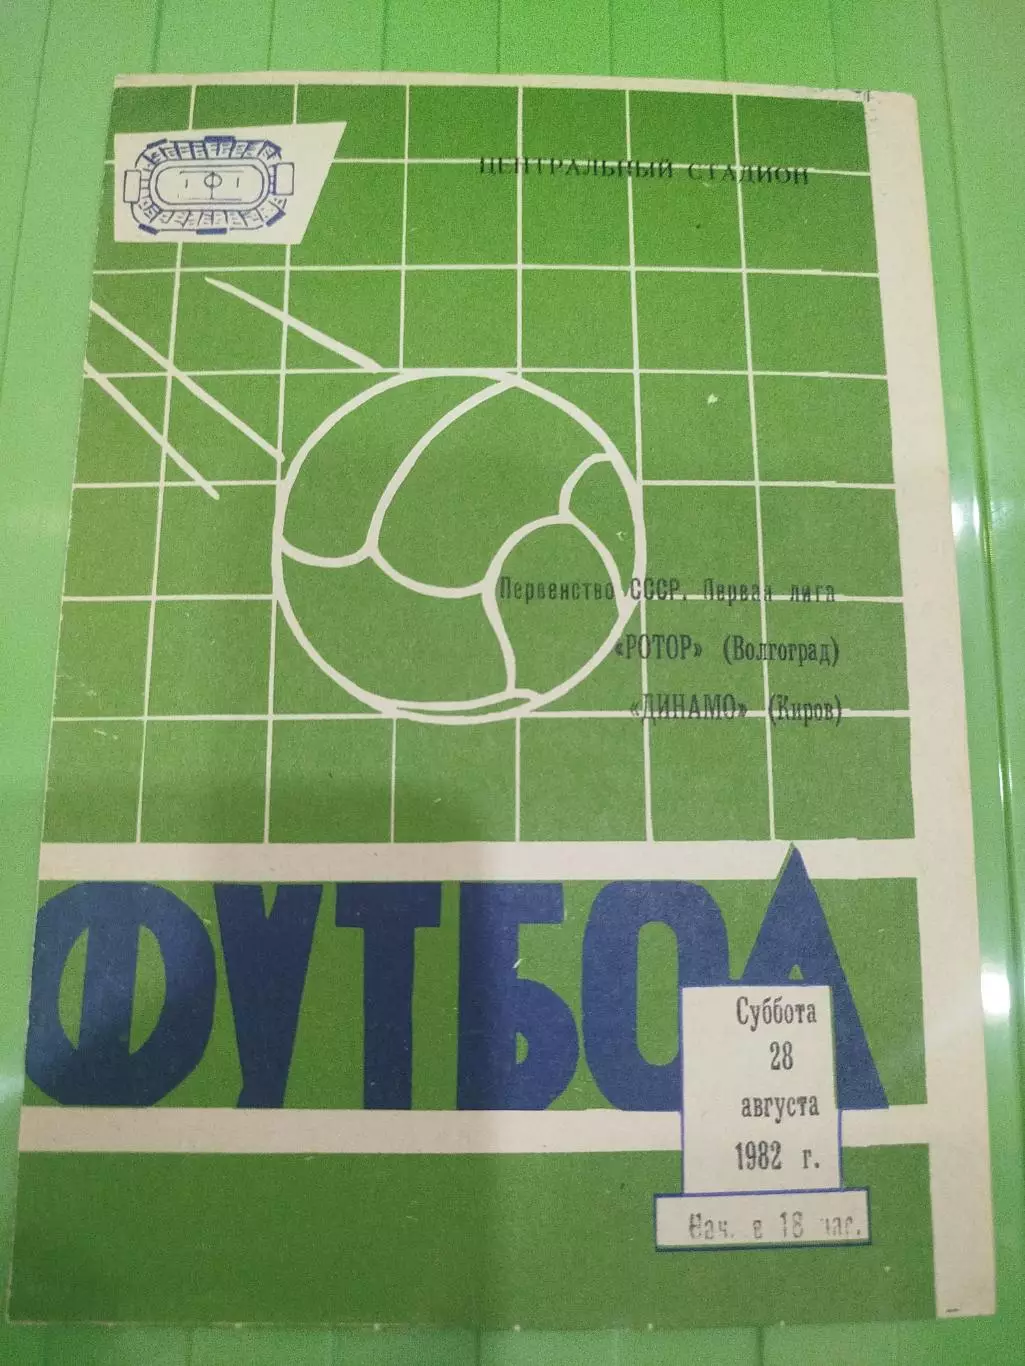 ЦЕНТРАЛЬНЫЙ СТАДИОН
Первенство СССР. Первая лига
«РОТОР» (Волгоград)
«ДИНАМО» (Киров)
ФУТБОЛ
Суббота
28
августа
1982 г.
Нач. в 18 час.